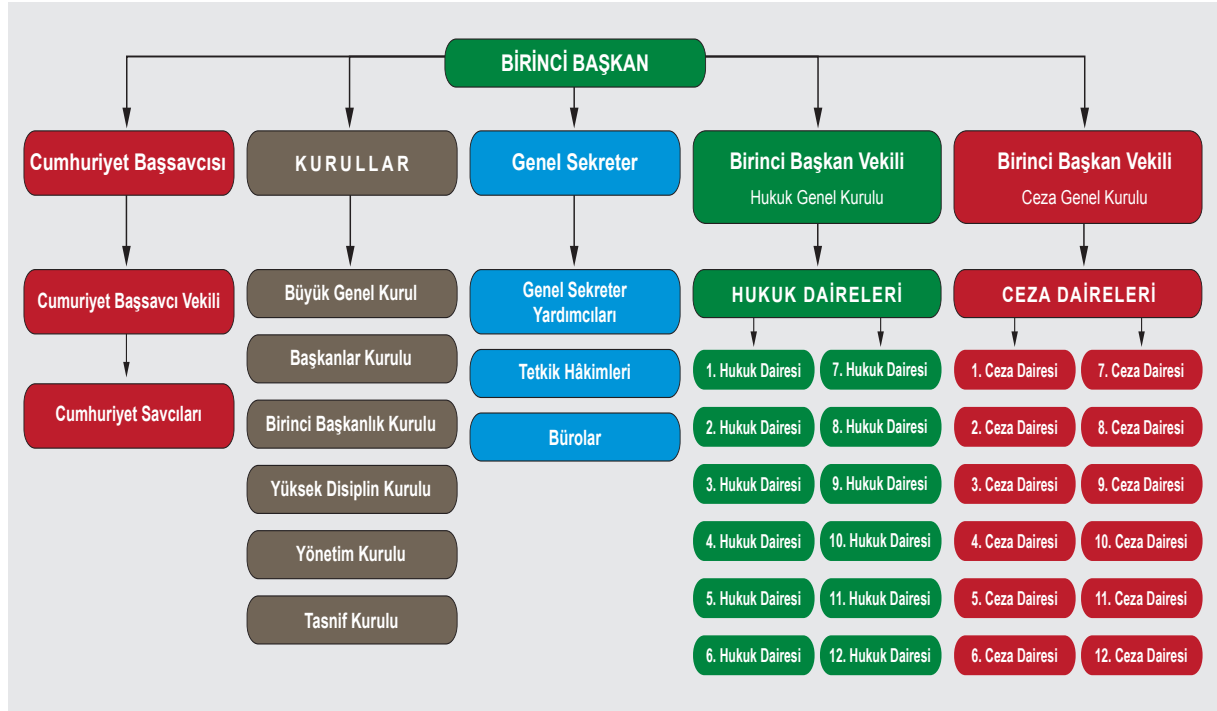 BİRİNCİ BAŞKAN
Cumhuriyet Başsavcısı
Cumuriyet Başsavcı Vekili
Cumhuriyet Savcıları
KURULLAR
Büyük Genel Kurul
Başkanlar Kurulu
Birinci Başkanlık Kurulu
Yüksek Disiplin Kurulu
Yönetim Kurulu
Tasnif Kurulu
Genel Sekreter
Genel Sekreter
Yardımcıları
Tetkik Hâkimleri
Bürolar
Birinci Başkan Vekili
Hukuk Genel Kurulu
HUKUK DAİRELERİ
1. Hukuk Dairesi
2. Hukuk Dairesi
3. Hukuk Dairesi
4. Hukuk Dairesi
5. Hukuk Dairesi
6. Hukuk Dairesi
7. Hukuk Dairesi
8. Hukuk Dairesi
9. Hukuk Dairesi
10. Hukuk Dairesi
11. Hukuk Dairesi
12. Hukuk Dairesi
Birinci Başkan Vekili
Ceza Genel Kurulu
CEZA DAİRELERİ
1. Ceza Dairesi
2. Ceza Dairesi
3. Ceza Dairesi
4. Ceza Dairesi
5. Ceza Dairesi
6. Ceza Dairesi
7. Ceza Dairesi
8. Ceza Dairesi
9. Ceza Dairesi
10. Ceza Dairesi
11. Ceza Dairesi
12. Ceza Dairesi